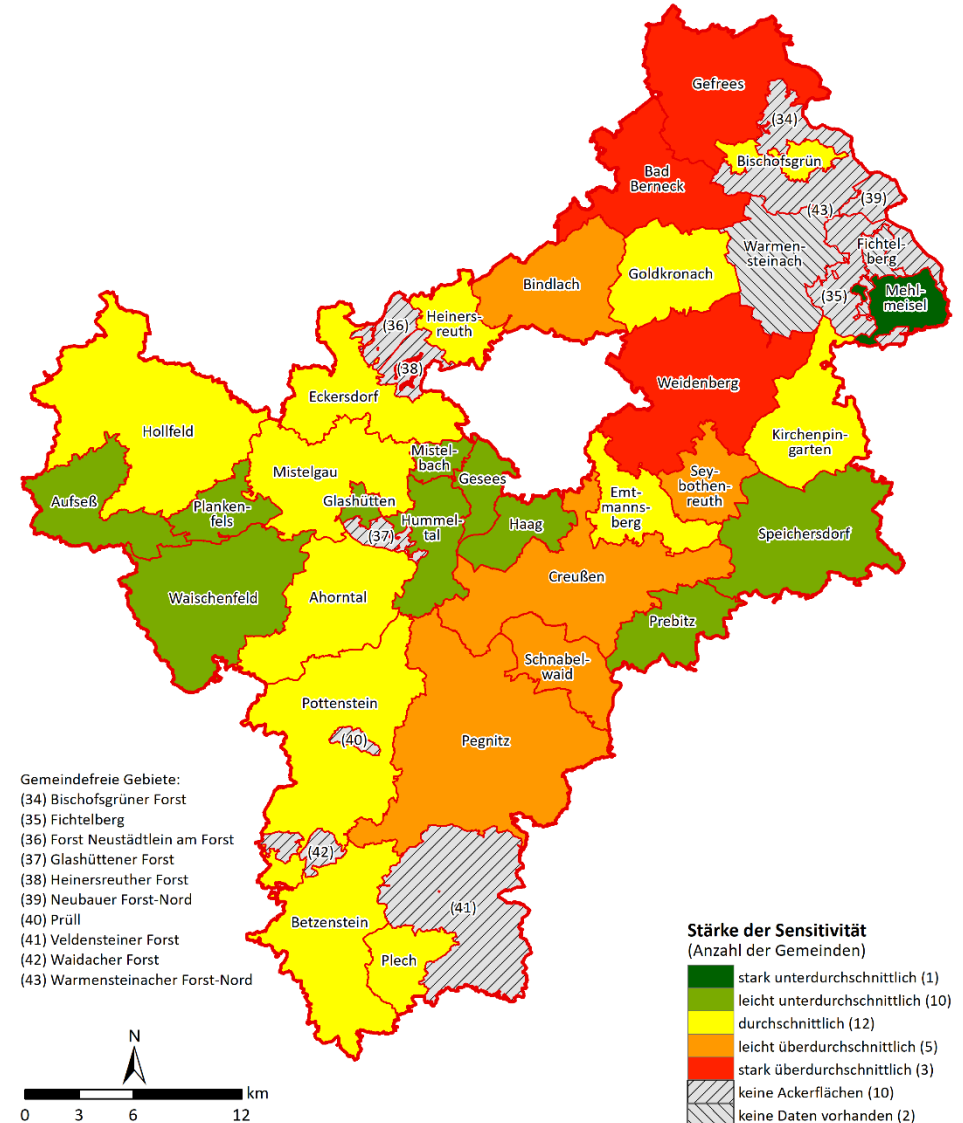 Gefrees
(34)
Bischofsgrün
Bad
Berneck
(39)
(43)
Warmen-
steinach
Fichtel-
berg
Goldkronach
Bindlach
(35)
Mehl-
meisel
(36)
Heiners-
reuth
(38)
Weidenberg
Eckersdorf
Hollfeld
Kirchenpin-
garten
Mistel-
bach
Mistelgau
Gesees
Sey-
bothen-
reuth
Aufseß
Planken-
fels
Glashütten
Emt-
manns-
berg
Hummel-
tal
Haag
(37)
Speichersdorf
Creußen
Waischenfeld
Ahorntal
Prebitz
Schnabel-
waid
Pottenstein
(40)
Pegnitz
Gemeindefreie Gebiete:
(34) Bischofsgrüner Forst
(35) Fichtelberg
(36) Forst Neustädtlein am Forst
(37) Glashüttener Forst
(38) Heinersreuther Forst
(39) Neubauer Forst-Nord
(40) Prüll
(41) Veldensteiner Forst
(42) Waidacher Forst
(43) Warmensteinacher Forst-Nord
(42)
(41)
Betzenstein
Plech
Stärke der Sensitivität
(Anzahl der Gemeinden)
stark unterdurchschnittlich (1)
leicht unterdurchschnittlich (10)
durchschnittlich (12)
leicht überdurchschnittlich (5)
stark überdurchschnittlich (3)
keine Ackerflächen (10)
keine Daten vorhanden (2)
N
km
0 3 6 12